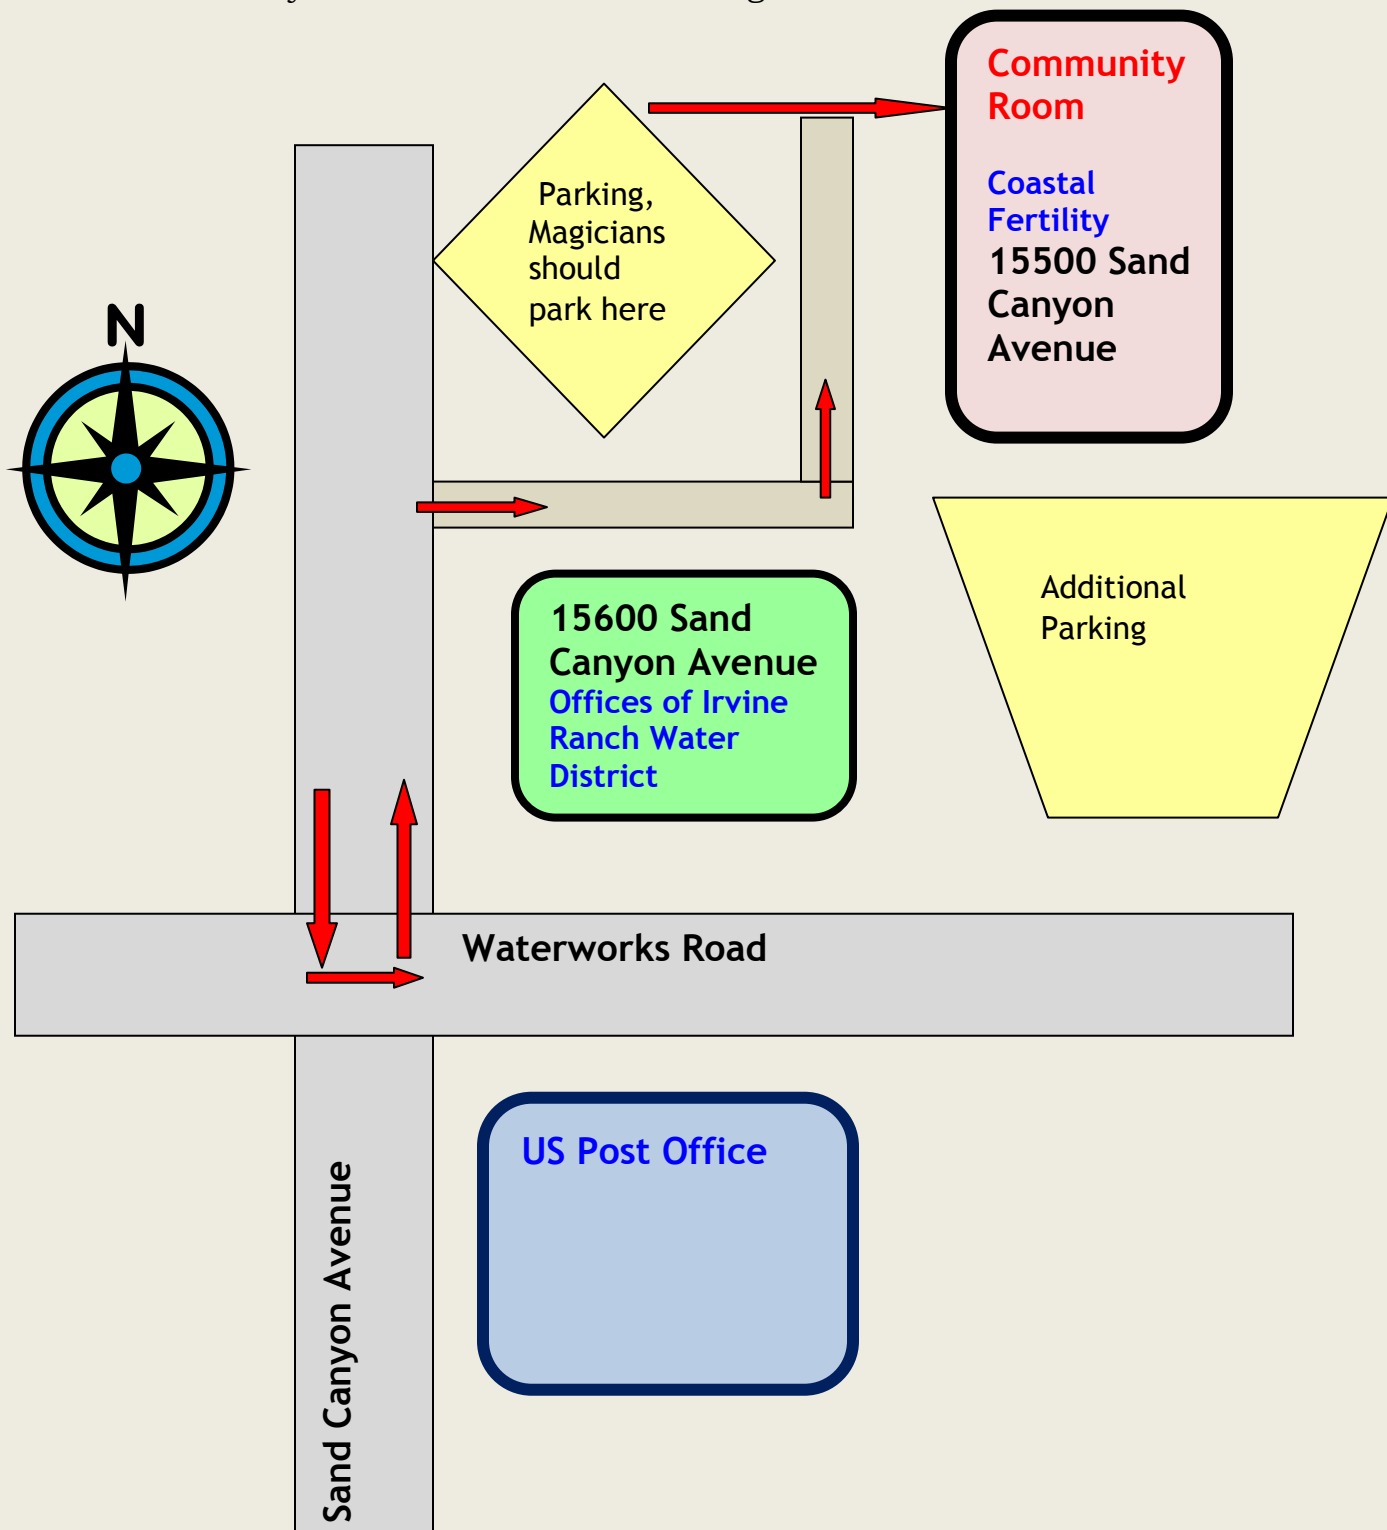 Community
Room
Coastal
Fertility
15500 Sand
Canyon
Avenue
Parking,
Magicians
should
park here
N
Additional
Parking
15600 Sand
Canyon Avenue
Offices of Irvine
Ranch Water
District
Waterworks Road
US Post Office
Sand Canyon Avenue